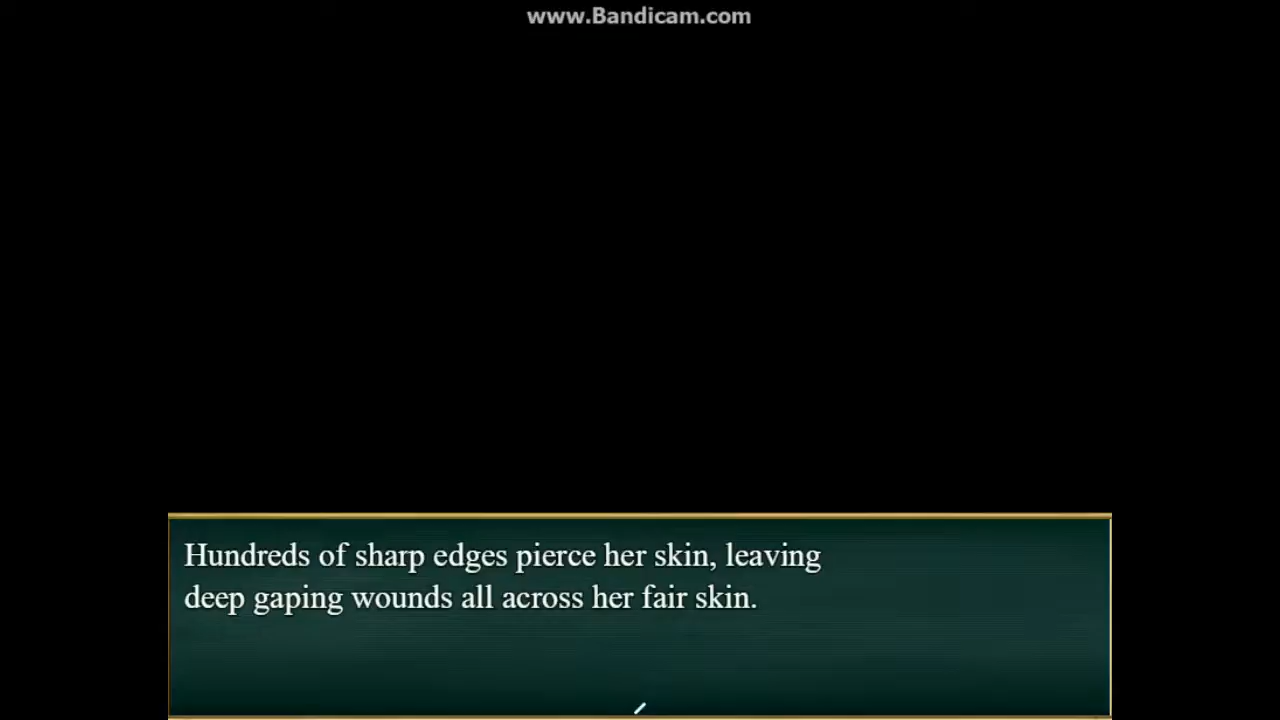 www.Bandicam.com
Hundreds of sharp edges pierce her skin, leaving
deep gaping wounds all across her fair skin.